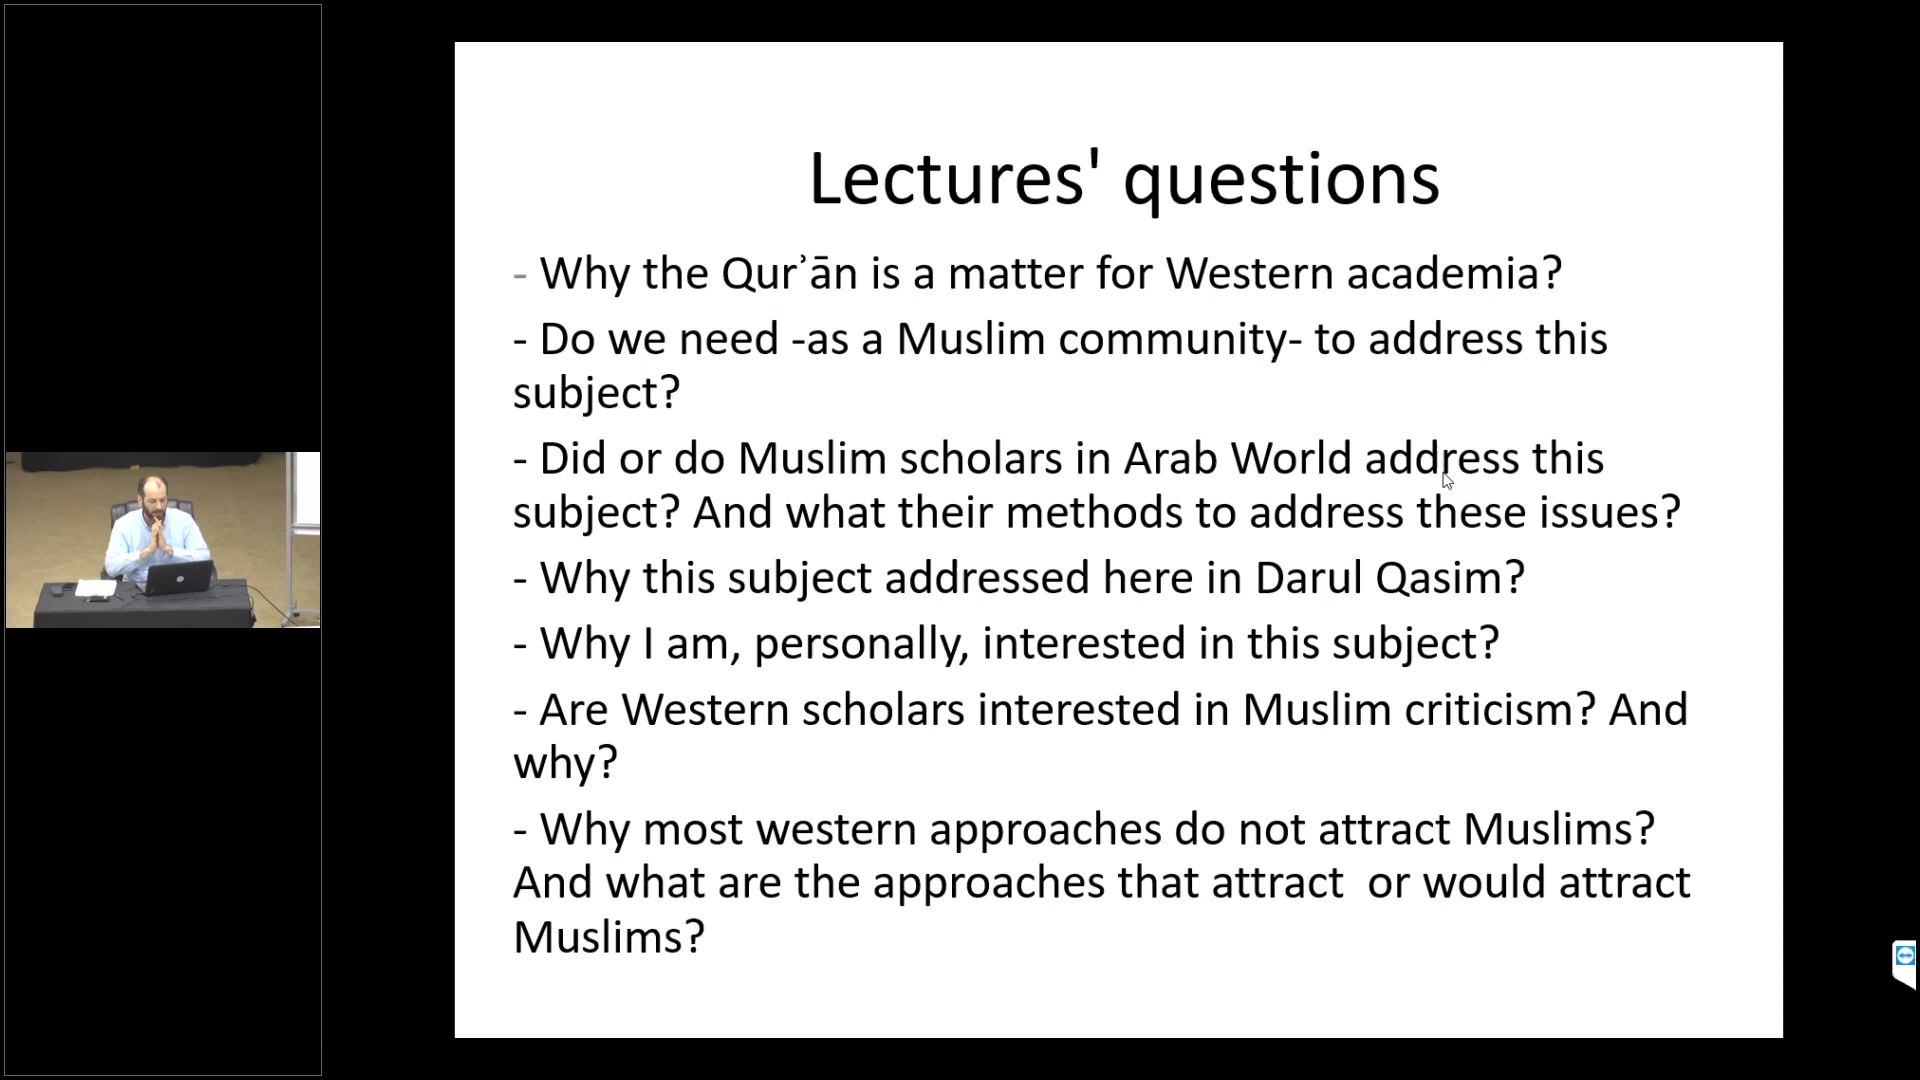 Lectures' questions
- Why the Qurʾān is a matter for Western academia?
- Do we need -as a Muslim community- to address this
subject?
- Did or do Muslim scholars in Arab World address this
subject? And what their methods to address these issues?
- Why this subject addressed here in Darul Qasim?
- Why I am, personally, interested in this subject?
- Are Western scholars interested in Muslim criticism? And
why?
- Why most western approaches do not attract Muslims?
And what are the approaches that attract  or would attract
Muslims?